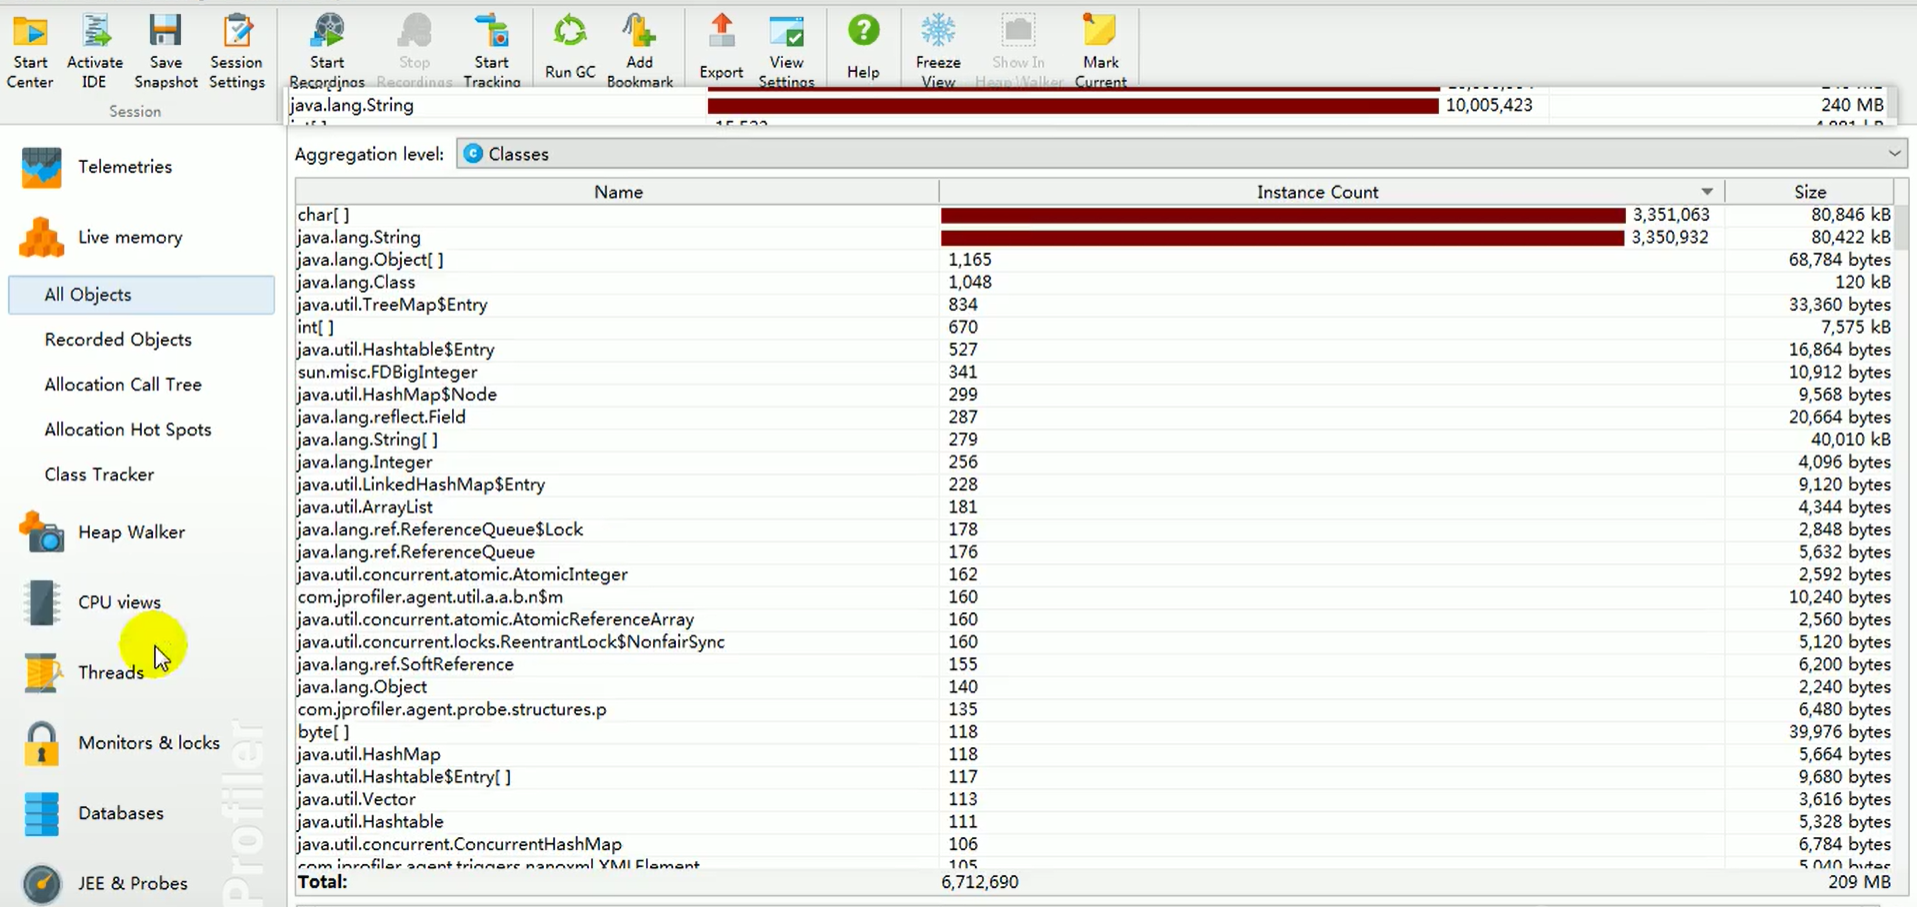 Start Center
Activate IDE
Save Snapshot
Session Settings
Start Recordings
Stop Recordings
Start Tracking
Run GC
Add Bookmark
Export
View Settings
Help
Freeze View
Show In Heap Walker
Mark Current
Session
java.lang.String 10,005,423 240 MB
Telemetries
Live memory
All Objects
Recorded Objects
Allocation Call Tree
Allocation Hot Spots
Class Tracker
Heap Walker
CPU views
Threads
Monitors & locks
Databases
JEE & Probes
Profiler
Aggregation level: Classes
Name Instance Count Size
char[ ] 3,351,063 80,846 kB
java.lang.String 3,350,932 80,422 kB
java.lang.Object[ ] 1,165 68,784 bytes
java.lang.Class 1,048 120 kB
java.util.TreeMap$Entry 834 33,360 bytes
int[ ] 670 7,575 kB
java.util.Hashtable$Entry 527 16,864 bytes
sun.misc.FDBigInteger 341 10,912 bytes
java.util.HashMap$Node 299 9,568 bytes
java.lang.reflect.Field 287 20,664 bytes
java.lang.String[ ] 279 40,010 kB
java.lang.Integer 256 4,096 bytes
java.util.LinkedHashMap$Entry 228 9,120 bytes
java.util.ArrayList 181 4,344 bytes
java.lang.ref.ReferenceQueue$Lock 178 2,848 bytes
java.lang.ref.ReferenceQueue 176 5,632 bytes
java.util.concurrent.atomic.AtomicInteger 162 2,592 bytes
com.jprofiler.agent.util.a.a.b.n$m 160 10,240 bytes
java.util.concurrent.atomic.AtomicReferenceArray 160 2,560 bytes
java.util.concurrent.locks.ReentrantLock$NonfairSync 160 5,120 bytes
java.lang.ref.SoftReference 155 6,200 bytes
java.lang.Object 140 2,240 bytes
com.jprofiler.agent.probe.structures.p 135 6,480 bytes
byte[ ] 118 39,976 bytes
java.util.HashMap 118 5,664 bytes
java.util.Hashtable$Entry[ ] 117 9,680 bytes
java.util.Vector 113 3,616 bytes
java.util.Hashtable 111 5,328 bytes
java.util.concurrent.ConcurrentHashMap 106 6,784 bytes
com.jprofiler.agent.triggers.nanoxml.XMLElement 105 5,040 bytes
Total: 6,712,690 209 MB